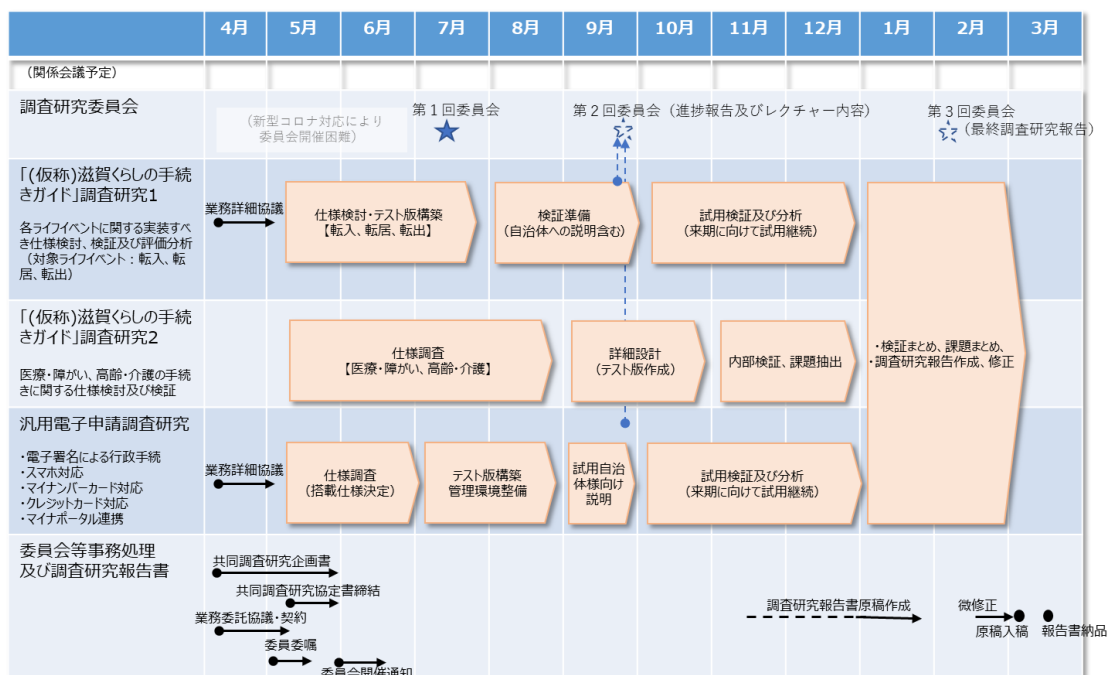 4月 5月 6月 7月 8月 9月 10月 11月 12月 1月 2月 3月
（関係会議予定）
調査研究委員会
（新型コロナ対応により
委員会開催困難）
第１回委員会
第２回委員会（進捗報告及びレクチャー内容）
第３回委員会
（最終調査研究報告）
「(仮称)滋賀くらしの手続
きガイド」調査研究1
各ライフイベントに関する実装すべ
き仕様検討、検証及び評価分析
（対象ライフイベント：転入、転
居、転出）
業務詳細協議
仕様検討・テスト版構築
【転入、転居、転出】
検証準備
（自治体への説明含む）
試用検証及び分析
（来期に向けて試用継続）
「(仮称)滋賀くらしの手続
きガイド」調査研究2
医療・障がい、高齢・介護の手続
きに関する仕様検討及び検証
仕様調査
【医療・障がい、高齢・介護】
詳細設計
（テスト版作成）
内部検証、課題抽出
・検証まとめ、課題まとめ、
・調査研究報告作成、修正
汎用電子申請調査研究
・電子署名による行政手続
・スマホ対応
・マイナンバーカード対応
・クレジットカード対応
・マイナポータル連携
業務詳細協議
仕様調査
（搭載仕様決定）
テスト版構築
管理環境整備
試用自治
体様向け
説明
試用検証及び分析
（来期に向けて試用継続）
委員会等事務処理
及び調査研究報告書
共同調査研究企画書
共同調査研究協定書締結
業務委託協議・契約
委員委嘱
委員会開催通知
調査研究報告書原稿作成
微修正
原稿入稿
報告書納品